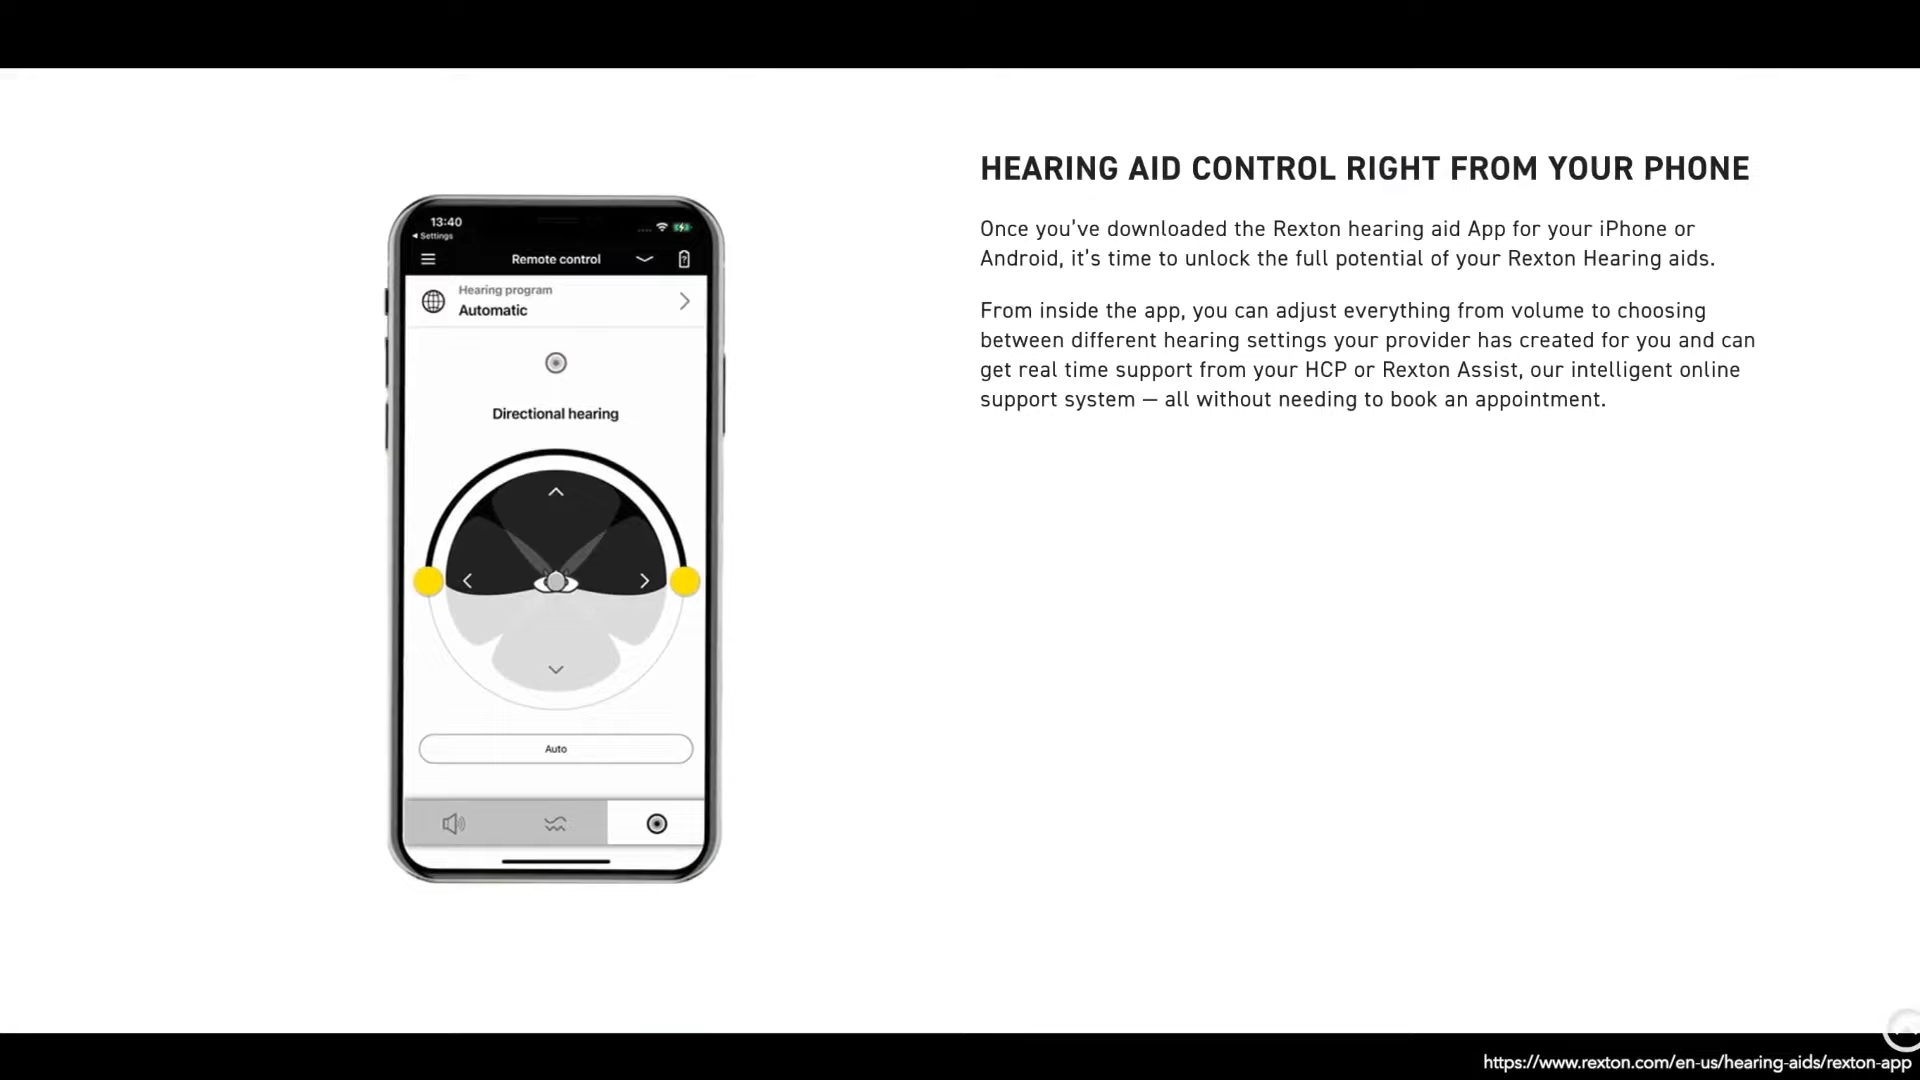 13:40
Settings
Remote control
Hearing program
Automatic
Directional hearing
Auto
HEARING AID CONTROL RIGHT FROM YOUR PHONE
Once you’ve downloaded the Rexton hearing aid App for your iPhone or
Android, it’s time to unlock the full potential of your Rexton Hearing aids.
From inside the app, you can adjust everything from volume to choosing
between different hearing settings your provider has created for you and can
get real time support from your HCP or Rexton Assist, our intelligent online
support system — all without needing to book an appointment.
https://www.rexton.com/en-us/hearing-aids/rexton-app